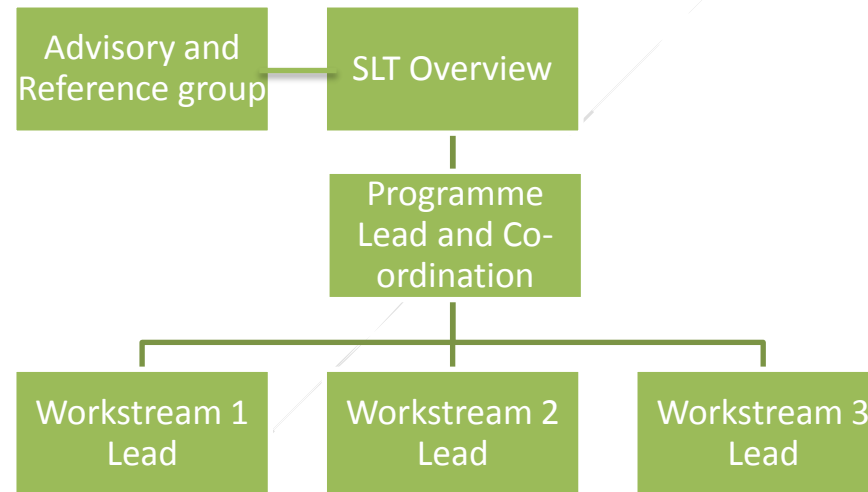 Advisory and
Reference group
SLT Overview
Programme
Lead and Co-
ordination
Workstream 1
Lead
Workstream 2
Lead
Workstream 3
Lead